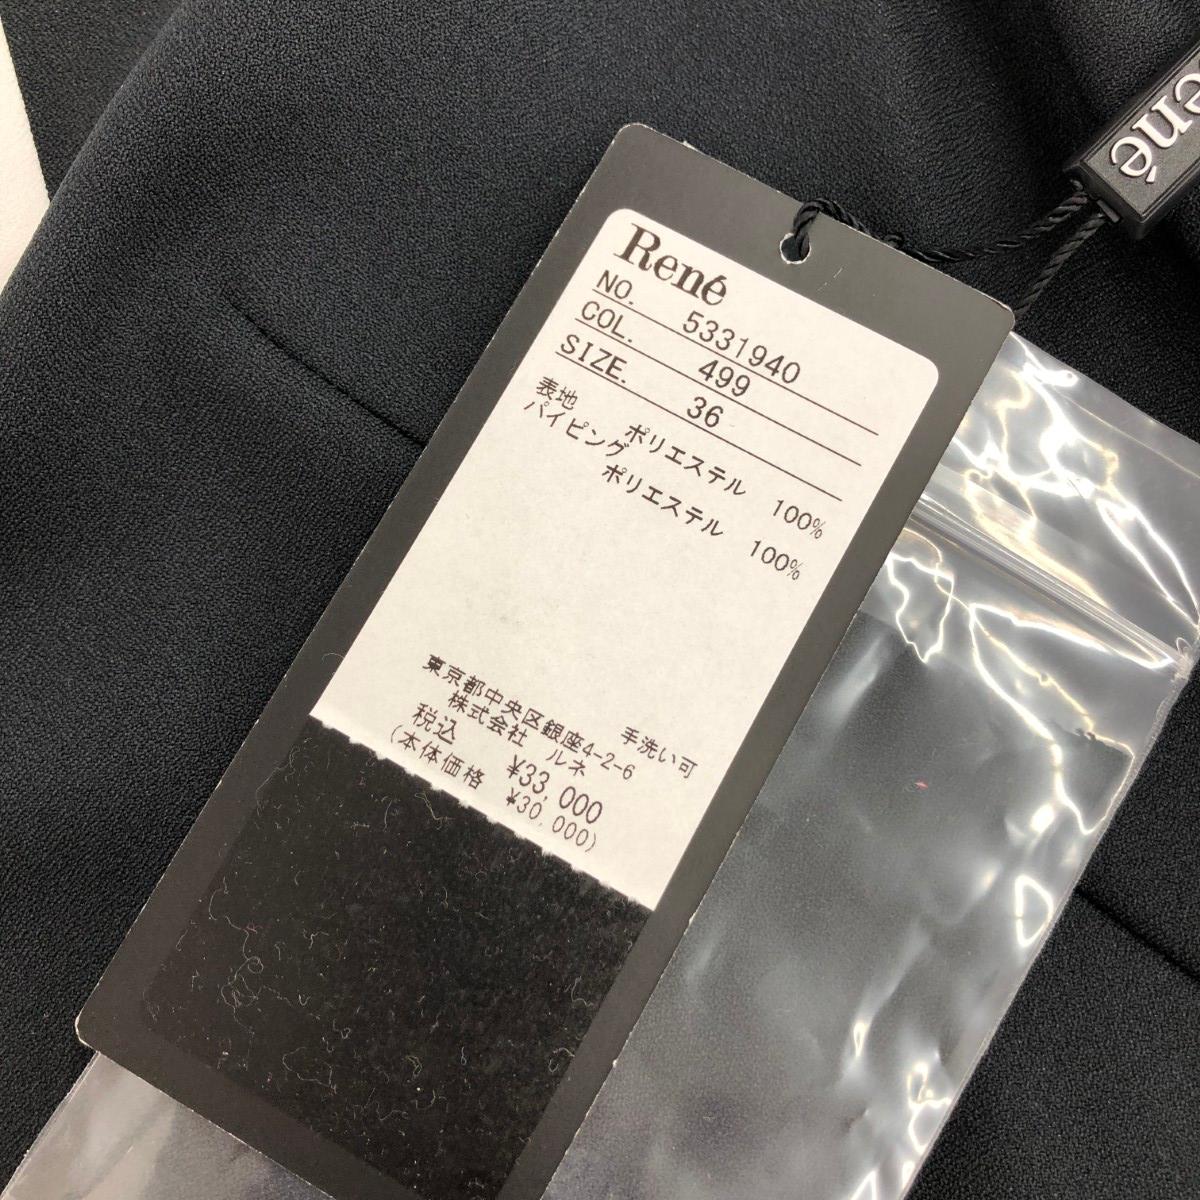 René
NO. 5331940
COL. 499
SIZE. 36
表地
ポリエステル 100%
パイピング
ポリエステル 100%
手洗い可
東京都中央区銀座4-2-6
株式会社 ルネ
税込 ¥33,000
(本体価格 ¥30,000)
ené